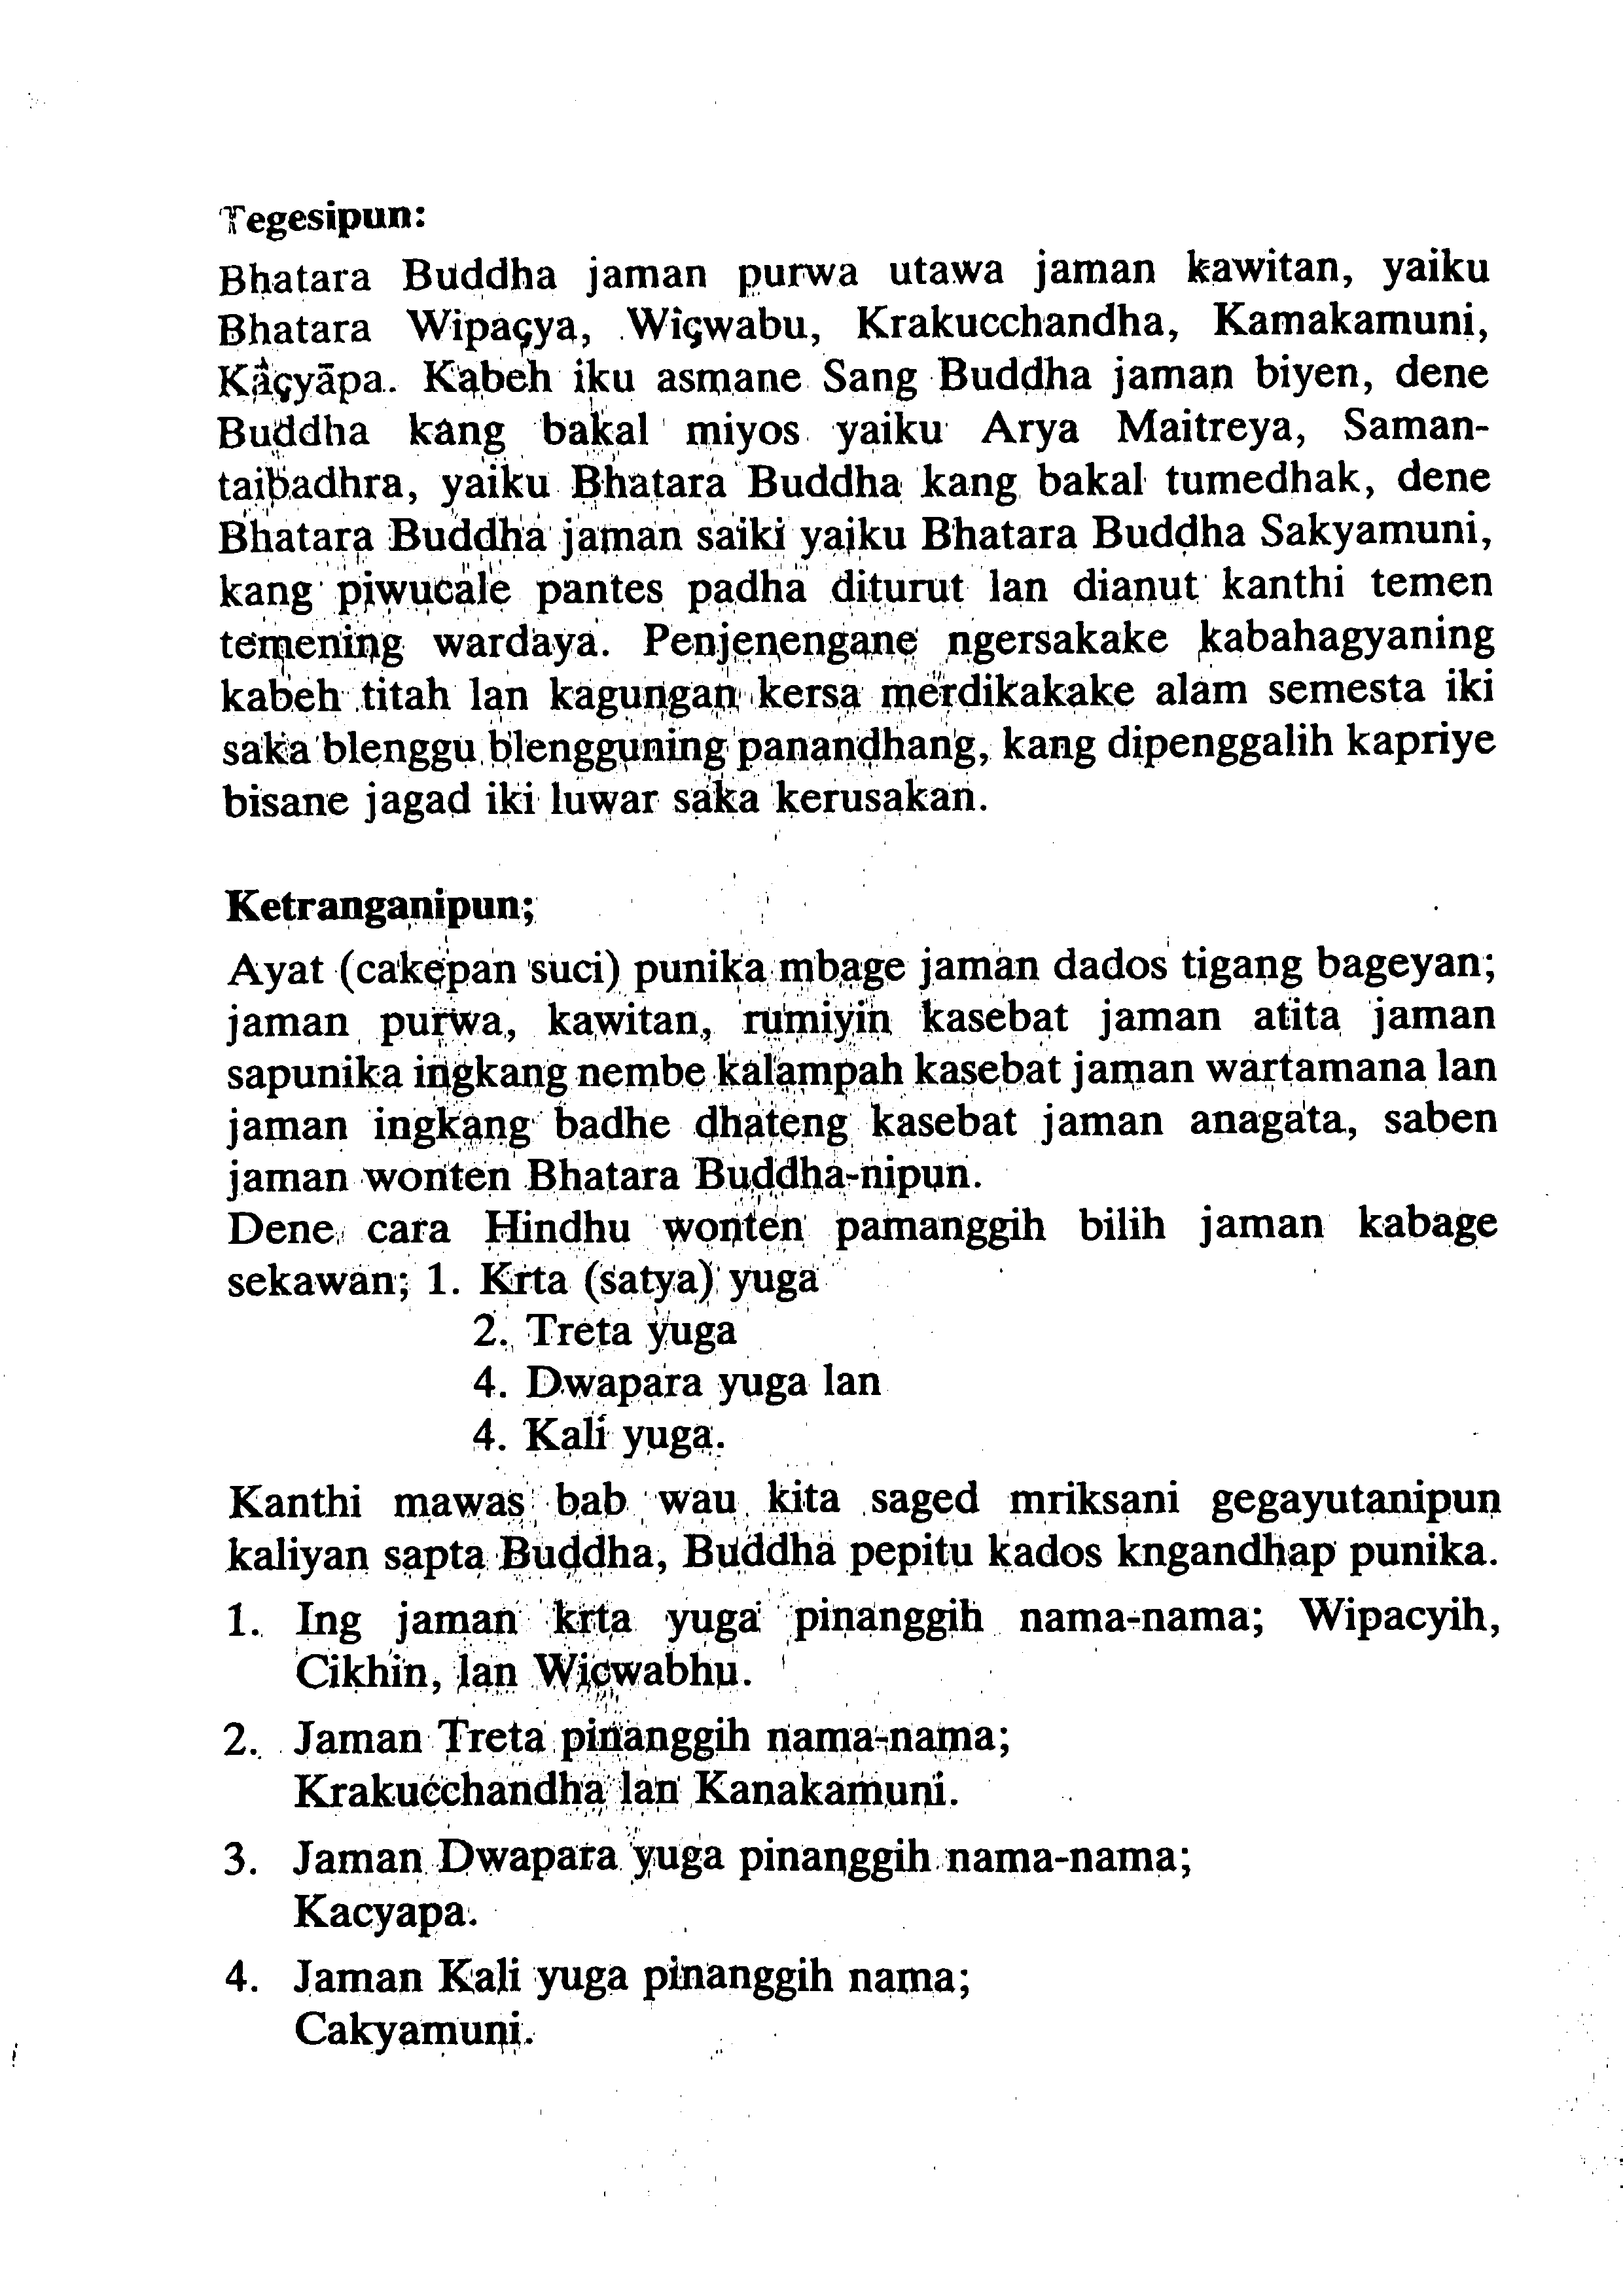 Tegesipun:
Bhatara Buddha jaman purwa utawa jaman kawitan, yaiku
Bhatara Wipaçya, Wiçwabu, Krakucchandha, Kamakamuni,
Kâçyāpa. Kabeh iku asmane Sang Buddha jaman biyen, dene
Buddha kang bakal miyos yaiku Arya Maitreya, Saman-
taibadhra, yaiku Bhatara Buddha kang bakal tumedhak, dene
Bhatara Buddha jaman saiki yaiku Bhatara Buddha Sakyamuni,
kang piwucale pantes padha diturut lan dianut kanthi temen
temening wardaya. Penjenengane ngersakake kabahagyaning
kabeh titah lan kagungan kersa merdikakake alam semesta iki
saka blenggu blengguning panandhang, kang dipenggalih kapriye
bisane jagad iki luwar saka kerusakan.
Ketranganipun;
Ayat (cakepan suci) punika mbage jaman dados tigang bageyan;
jaman purwa, kawitan, rumiyin kasebat jaman atita jaman
sapunika ingkang nembe kalampah kasebat jaman wartamana lan
jaman ingkang badhe dhateng kasebat jaman anagata, saben
jaman wonten Bhatara Buddha-nipun.
Dene cara Hindhu wonten pamanggih bilih jaman kabage
sekawan; 1. Krta (satya) yuga
2. Treta yuga
4. Dwapara yuga lan
4. Kali yuga.
Kanthi mawas bab wau kita saged mriksani gegayutanipun
kaliyan sapta Buddha, Buddha pepitu kados kngandhap punika.
1. Ing jaman krta yuga pinanggih nama-nama; Wipacyih,
Cikhin, lan Wicwabhu.
2. Jaman Treta pinanggih nama-nama;
Krakucchandha lan Kanakamuni.
3. Jaman Dwapara yuga pinanggih nama-nama;
Kacyapa.
4. Jaman Kali yuga pinanggih nama;
Cakyamuni.